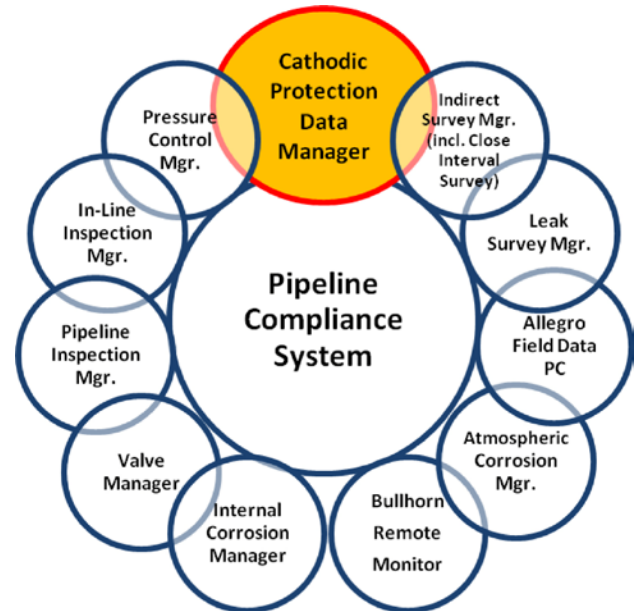 Cathodic
Protection
Data
Manager
Indirect
Survey Mgr.
(incl. Close
Interval
Survey)
Leak
Survey Mgr.
Allegro
Field Data
PC
Atmospheric
Corrosion
Mgr.
Bullhorn
Remote
Monitor
Internal
Corrosion
Manager
Valve
Manager
Pipeline
Inspection
Mgr.
In-Line
Inspection
Mgr.
Pressure
Control
Mgr.
Pipeline
Compliance
System